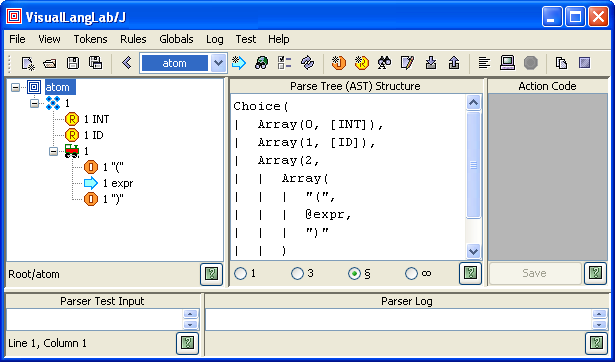 VisualLangLab/J
File View Tokens Rules Globals Log Test Help
atom
Parse Tree (AST) Structure
Action Code
atom
1
R 1 INT
R 1 ID
1
1 "("
1 expr
1 ")"
Choice(
| Array(0, [INT]),
| Array(1, [ID]),
| Array(2,
| | Array(
| | | "(",
| | | @expr,
| | | ")"
| | )
Root/atom
1 3 § ∞
Save
Parser Test Input
Parser Log
Line 1, Column 1